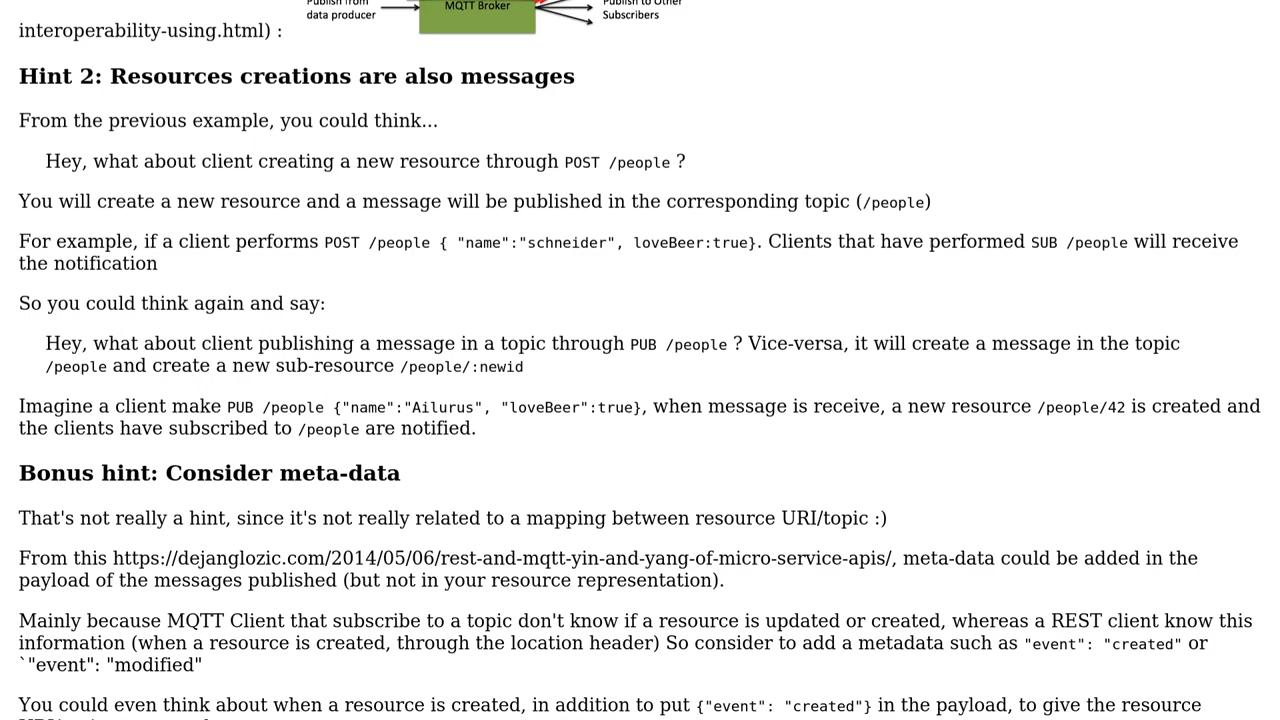 Publish from
data producer
MQTT Broker
Publish to Other
Subscribers
interoperability-using.html) :
Hint 2: Resources creations are also messages
From the previous example, you could think...
Hey, what about client creating a new resource through POST /people ?
You will create a new resource and a message will be published in the corresponding topic (/people)
For example, if a client performs POST /people { "name":"schneider", loveBeer:true}. Clients that have performed SUB /people will receive
the notification
So you could think again and say:
Hey, what about client publishing a message in a topic through PUB /people ? Vice-versa, it will create a message in the topic
/people and create a new sub-resource /people/:newid
Imagine a client make PUB /people {"name":"Ailurus", "loveBeer":true}, when message is receive, a new resource /people/42 is created and
the clients have subscribed to /people are notified.
Bonus hint: Consider meta-data
That's not really a hint, since it's not really related to a mapping between resource URI/topic :)
From this https://dejanglozic.com/2014/05/06/rest-and-mqtt-yin-and-yang-of-micro-service-apis/, meta-data could be added in the
payload of the messages published (but not in your resource representation).
Mainly because MQTT Client that subscribe to a topic don't know if a resource is updated or created, whereas a REST client know this
information (when a resource is created, through the location header) So consider to add a metadata such as "event": "created" or
`"event": "modified"
You could even think about when a resource is created, in addition to put {"event": "created"} in the payload, to give the resource